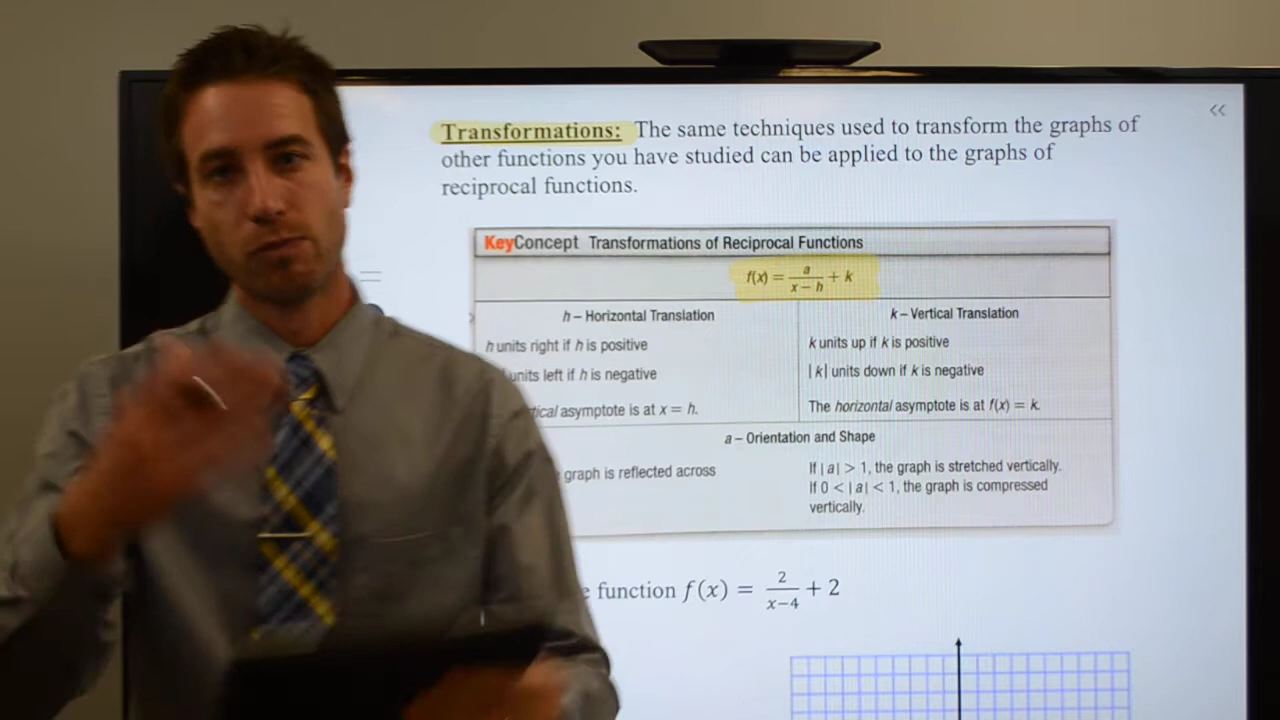 Transformations: The same techniques used to transform the graphs of
other functions you have studied can be applied to the graphs of
reciprocal functions.
KeyConcept Transformations of Reciprocal Functions
f(x) = a/(x − h) + k
h – Horizontal Translation
h units right if h is positive
units left if h is negative
asymptote is at x = h.
k – Vertical Translation
k units up if k is positive
|k| units down if k is negative
The horizontal asymptote is at f(x) = k.
a – Orientation and Shape
graph is reflected across
If |a| > 1, the graph is stretched vertically.
If 0 < |a| < 1, the graph is compressed
vertically.
function f(x) = 2/(x−4) + 2